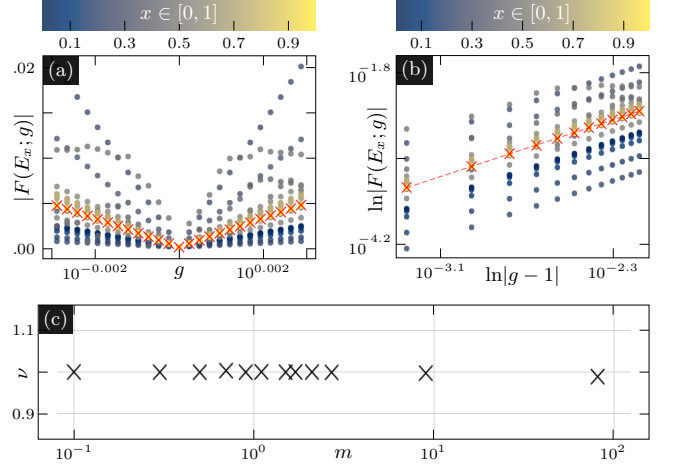 x ∈ [0, 1]
0.1 0.3 0.5 0.7 0.9
(a)
.02
.00
|F(E_x; g)|
10^{-0.002} g 10^{0.002}
x ∈ [0, 1]
0.1 0.3 0.5 0.7 0.9
(b)
10^{-1.8}
10^{-4.2}
ln|F(E_x; g)|
10^{-3.1} ln|g − 1| 10^{-2.3}
(c)
1.1
ν
0.9
10^{-1} 10^0 m 10^1 10^2